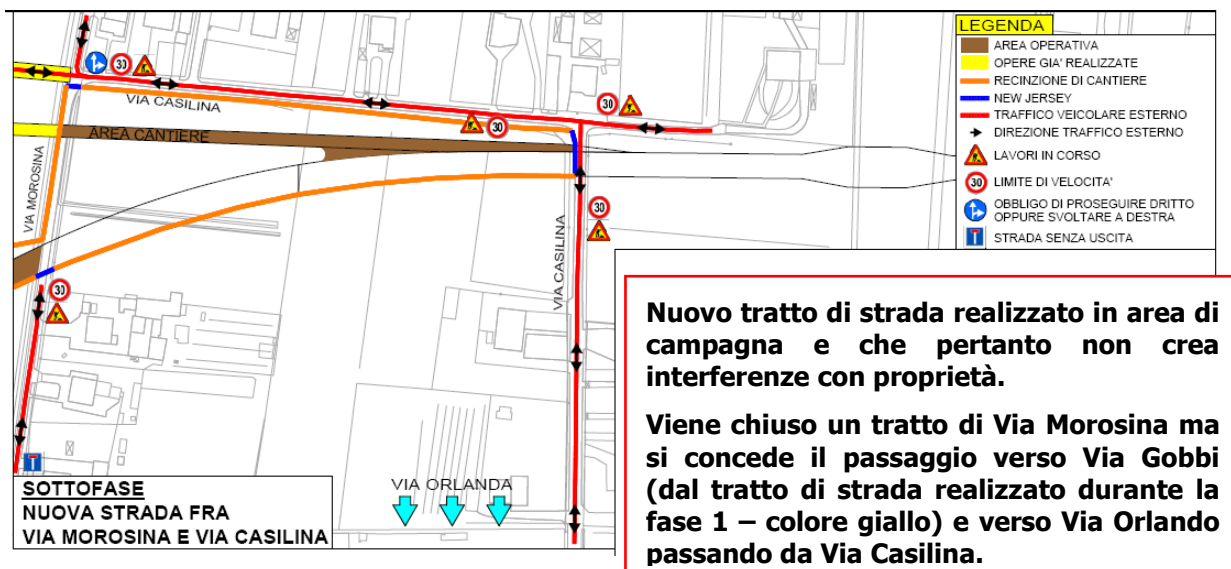 LEGENDA
AREA OPERATIVA
OPERE GIA' REALIZZATE
RECINZIONE DI CANTIERE
NEW JERSEY
TRAFFICO VEICOLARE ESTERNO
DIREZIONE TRAFFICO ESTERNO
LAVORI IN CORSO
30 LIMITE DI VELOCITA'
OBBLIGO DI PROSEGUIRE DRITTO
OPPURE SVOLTARE A DESTRA
STRADA SENZA USCITA
30
VIA CASILINA
30
AREA CANTIERE
30
VIA MOROSINA
30
VIA CASILINA
30
VIA ORLANDA
SOTTOFASE
NUOVA STRADA FRA
VIA MOROSINA E VIA CASILINA
Nuovo tratto di strada realizzato in area di
campagna e che pertanto non crea
interferenze con proprietà.
Viene chiuso un tratto di Via Morosina ma
si concede il passaggio verso Via Gobbi
(dal tratto di strada realizzato durante la
fase 1 – colore giallo) e verso Via Orlando
passando da Via Casilina.